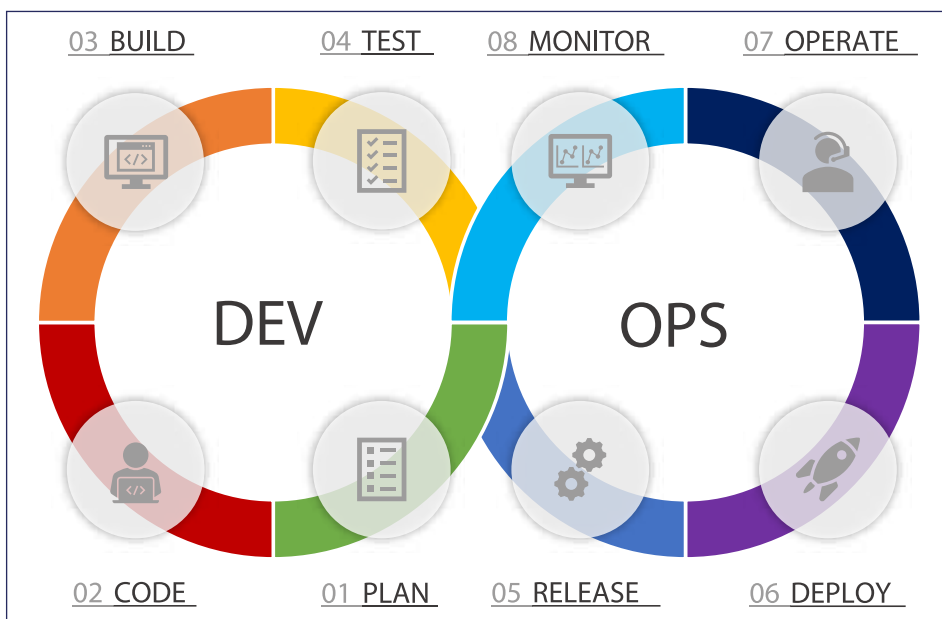 03 BUILD
04 TEST
08 MONITOR
07 OPERATE
</>
DEV
OPS
</>
02 CODE
01 PLAN
05 RELEASE
06 DEPLOY